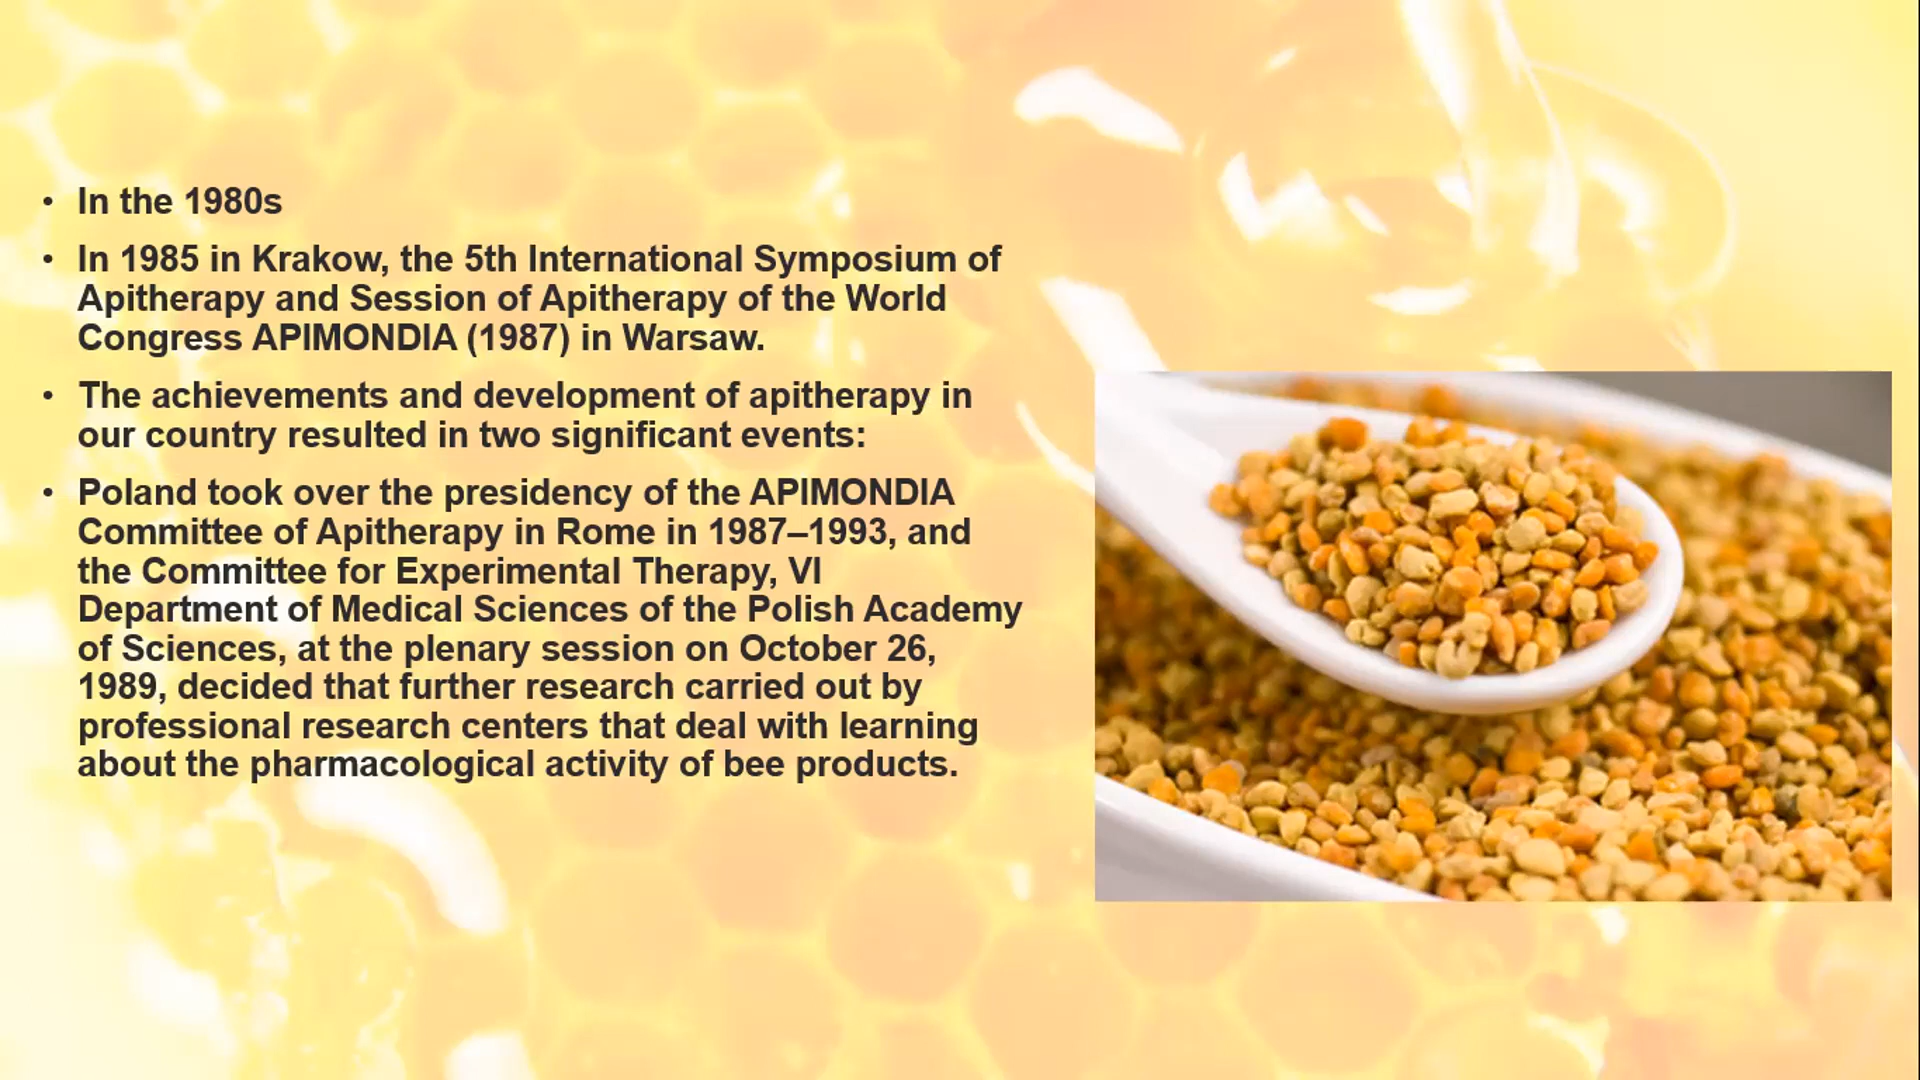 • In the 1980s
• In 1985 in Krakow, the 5th International Symposium of
Apitherapy and Session of Apitherapy of the World
Congress APIMONDIA (1987) in Warsaw.
• The achievements and development of apitherapy in
our country resulted in two significant events:
• Poland took over the presidency of the APIMONDIA
Committee of Apitherapy in Rome in 1987–1993, and
the Committee for Experimental Therapy, VI
Department of Medical Sciences of the Polish Academy
of Sciences, at the plenary session on October 26,
1989, decided that further research carried out by
professional research centers that deal with learning
about the pharmacological activity of bee products.